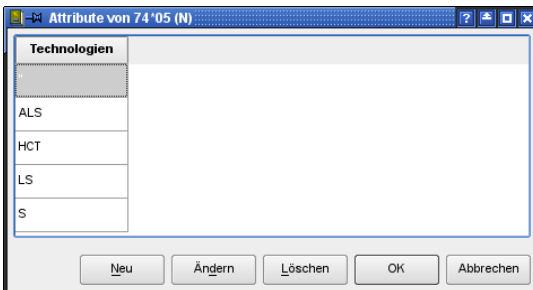 Attribute von 74*05 (N)
Technologien
''
ALS
HCT
LS
S
Neu Ändern Löschen OK Abbrechen